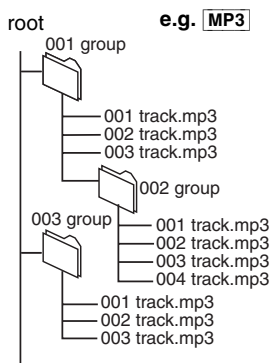 root
e.g. MP3
001 group
001 track.mp3
002 track.mp3
003 track.mp3
002 group
001 track.mp3
002 track.mp3
003 track.mp3
004 track.mp3
003 group
001 track.mp3
002 track.mp3
003 track.mp3